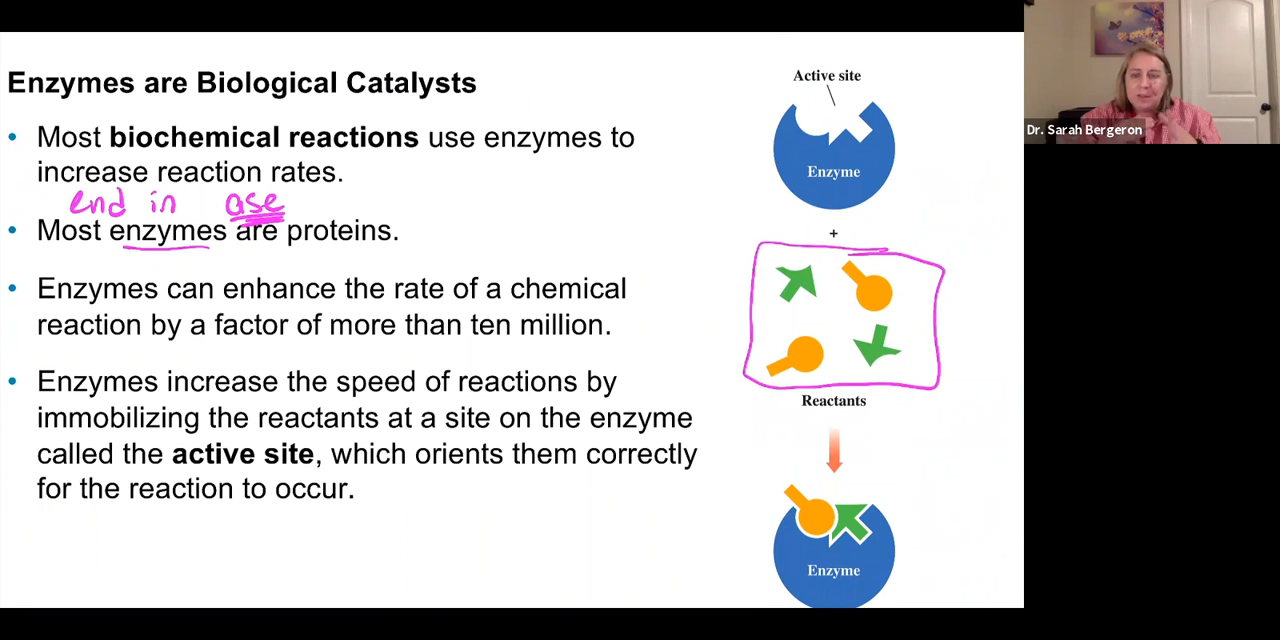 Enzymes are Biological Catalysts
• Most biochemical reactions use enzymes to
increase reaction rates.
end in ase
• Most enzymes are proteins.
• Enzymes can enhance the rate of a chemical
reaction by a factor of more than ten million.
• Enzymes increase the speed of reactions by
immobilizing the reactants at a site on the enzyme
called the active site, which orients them correctly
for the reaction to occur.
Active site
Enzyme
+
Reactants
Enzyme
Dr. Sarah Bergeron